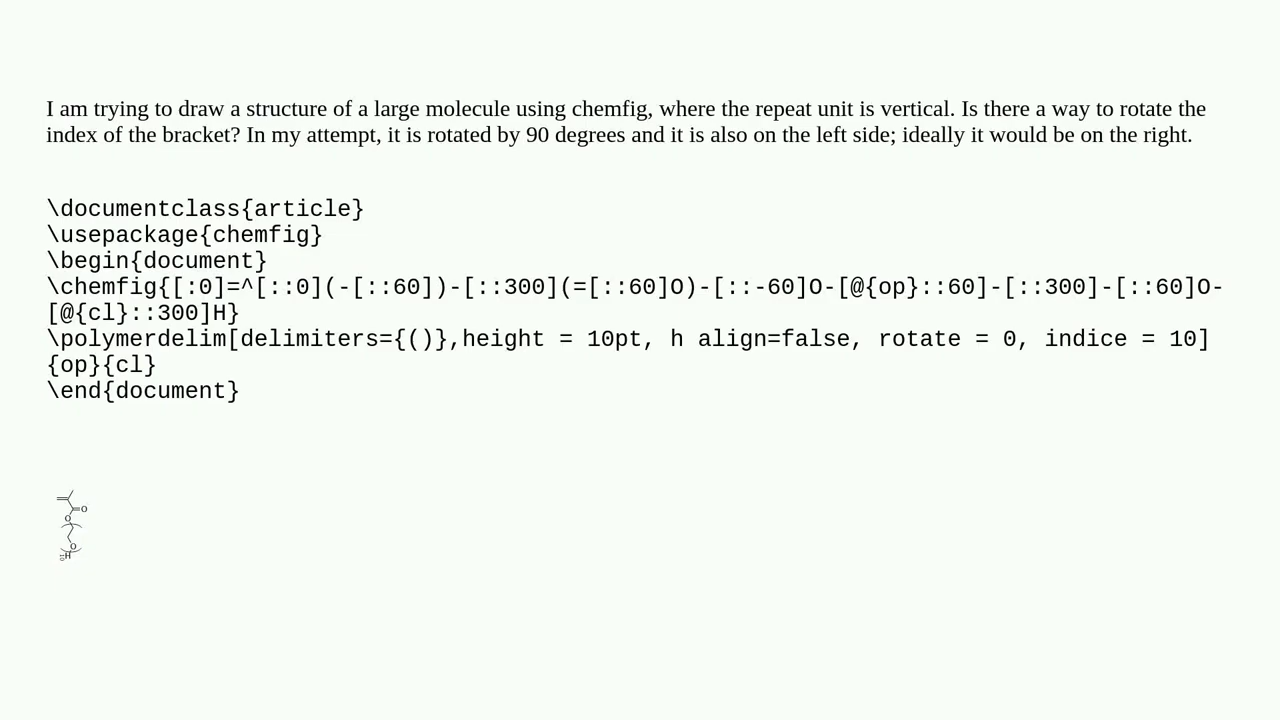 I am trying to draw a structure of a large molecule using chemfig, where the repeat unit is vertical. Is there a way to rotate the
index of the bracket? In my attempt, it is rotated by 90 degrees and it is also on the left side; ideally it would be on the right.
\documentclass{article}
\usepackage{chemfig}
\begin{document}
\chemfig{[:0]=^[::0](-[::60])-[::300](=[::60]O)-[::-60]O-[@{op}::60]-[::300]-[::60]O-
[@{cl}::300]H}
\polymerdelim[delimiters={()},height = 10pt, h align=false, rotate = 0, indice = 10]
{op}{cl}
\end{document}
O
O
O
H
10